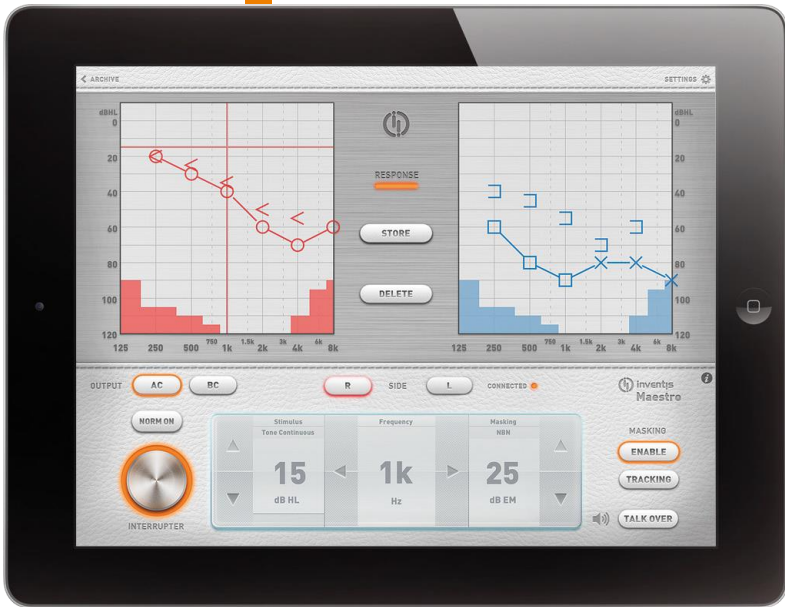 ARCHIVE
SETTINGS
dBHL
0
20
40
60
80
100
120
125
250
500
750
1k
1.5k
2k
3k
4k
6k
8k
RESPONSE
STORE
DELETE
dBHL
0
20
40
60
80
100
120
125
250
500
750
1k
1.5k
2k
3k
4k
6k
8k
OUTPUT
AC
BC
R
SIDE
L
CONNECTED
inventis
Maestro
NORM ON
INTERRUPTER
Stimulus
Tone Continuous
15
dB HL
Frequency
1k
Hz
Masking
NBN
25
dB EM
MASKING
ENABLE
TRACKING
TALK OVER